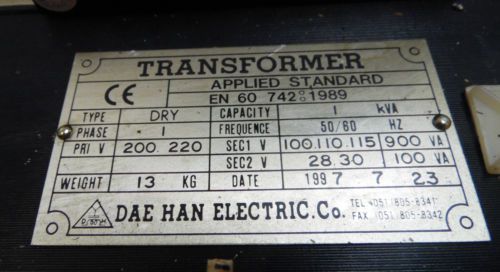 TRANSFORMER
CE APPLIED STANDARD
EN 60 742:1989
TYPE DRY CAPACITY 1 kVA
PHASE 1 FREQUENCY 50/60 HZ
PRI V 200.220 SEC1 V 100.110.115 900 VA
SEC2 V 28.30 100 VA
WEIGHT 13 KG DATE 1997 7 23
DAE HAN ELECTRIC.Co.
TEL (051)805-8341
FAX (051)805-8342